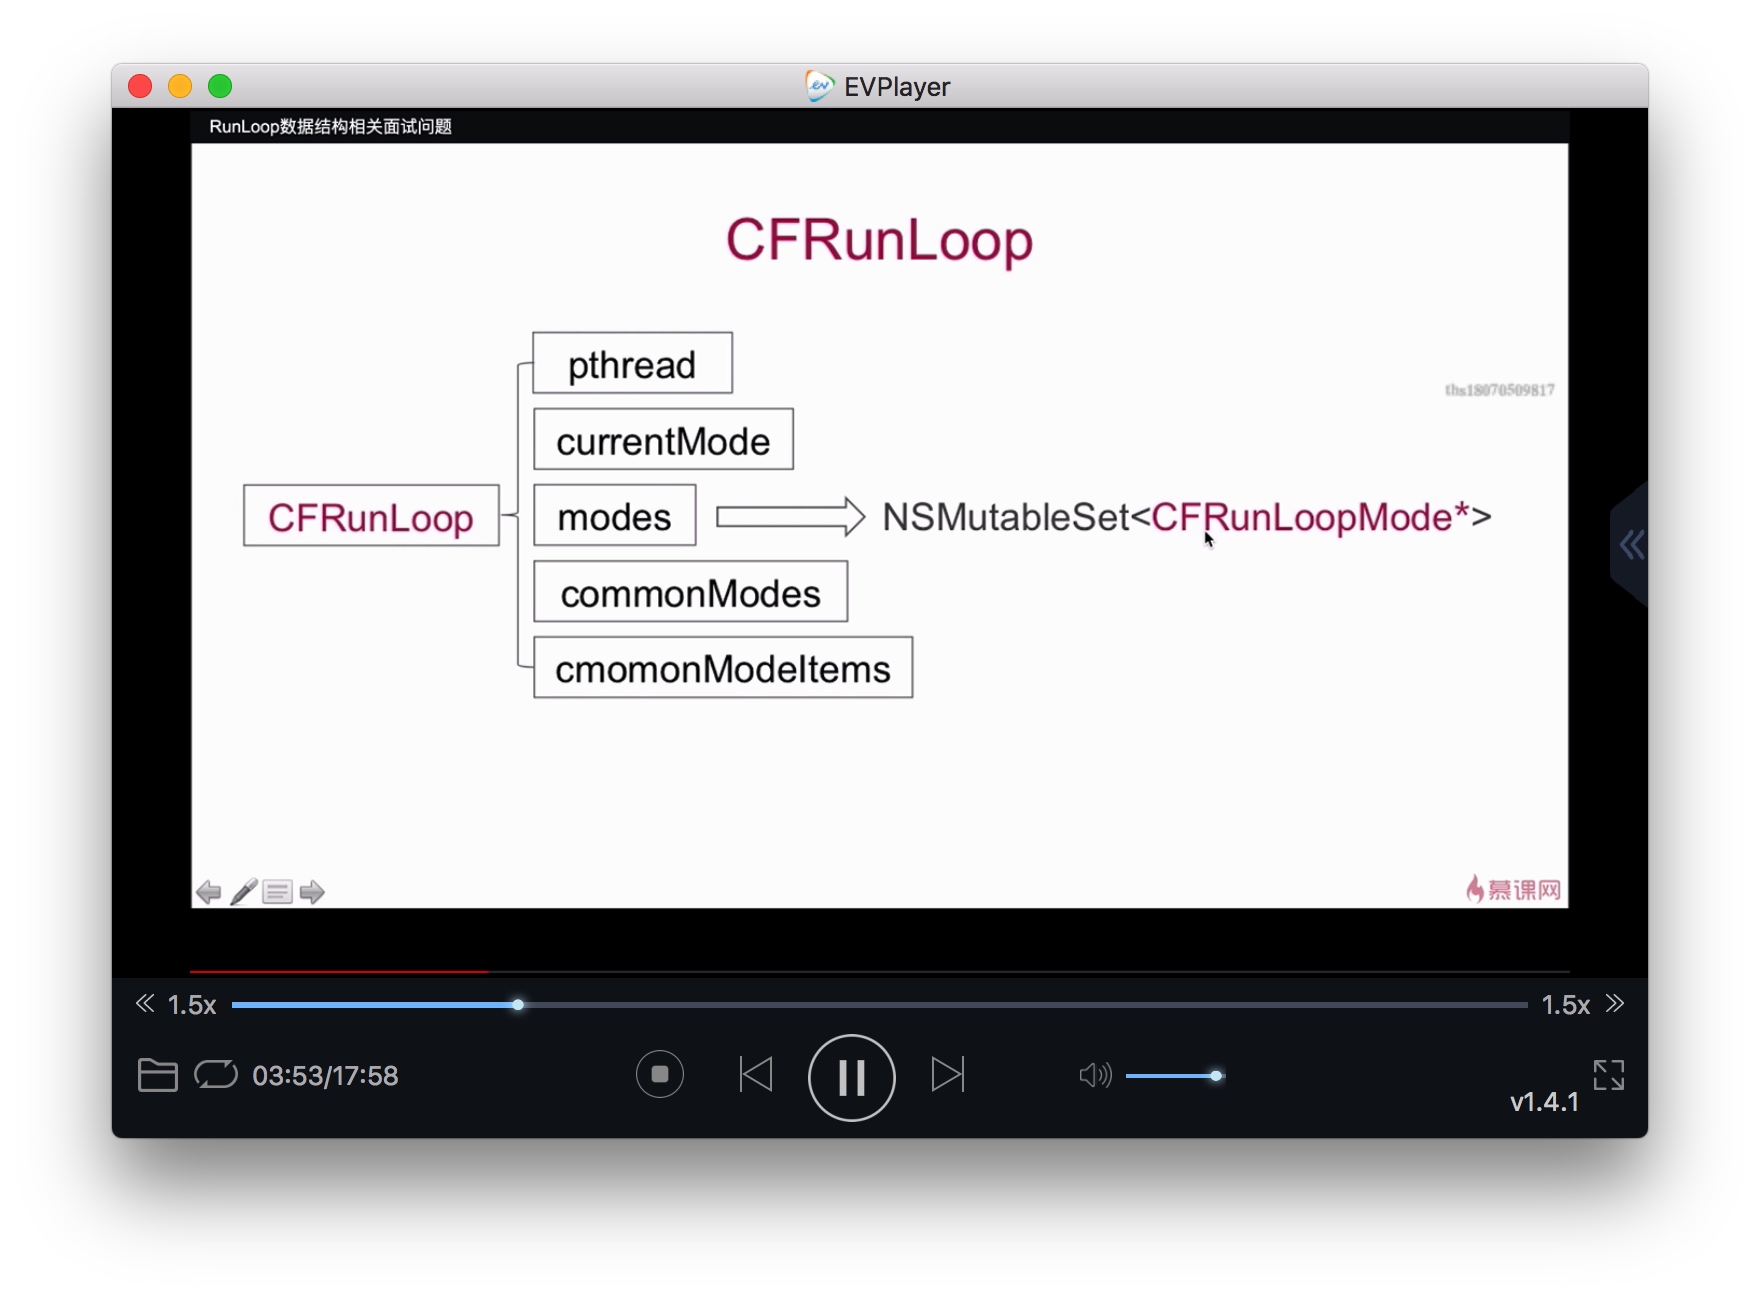 EVPlayer
RunLoop数据结构相关面试问题
CFRunLoop
pthread
ths18070509817
currentMode
CFRunLoop
modes
NSMutableSet<CFRunLoopMode*>
commonModes
cmomonModeItems
慕课网
1.5x
1.5x
03:53/17:58
v1.4.1